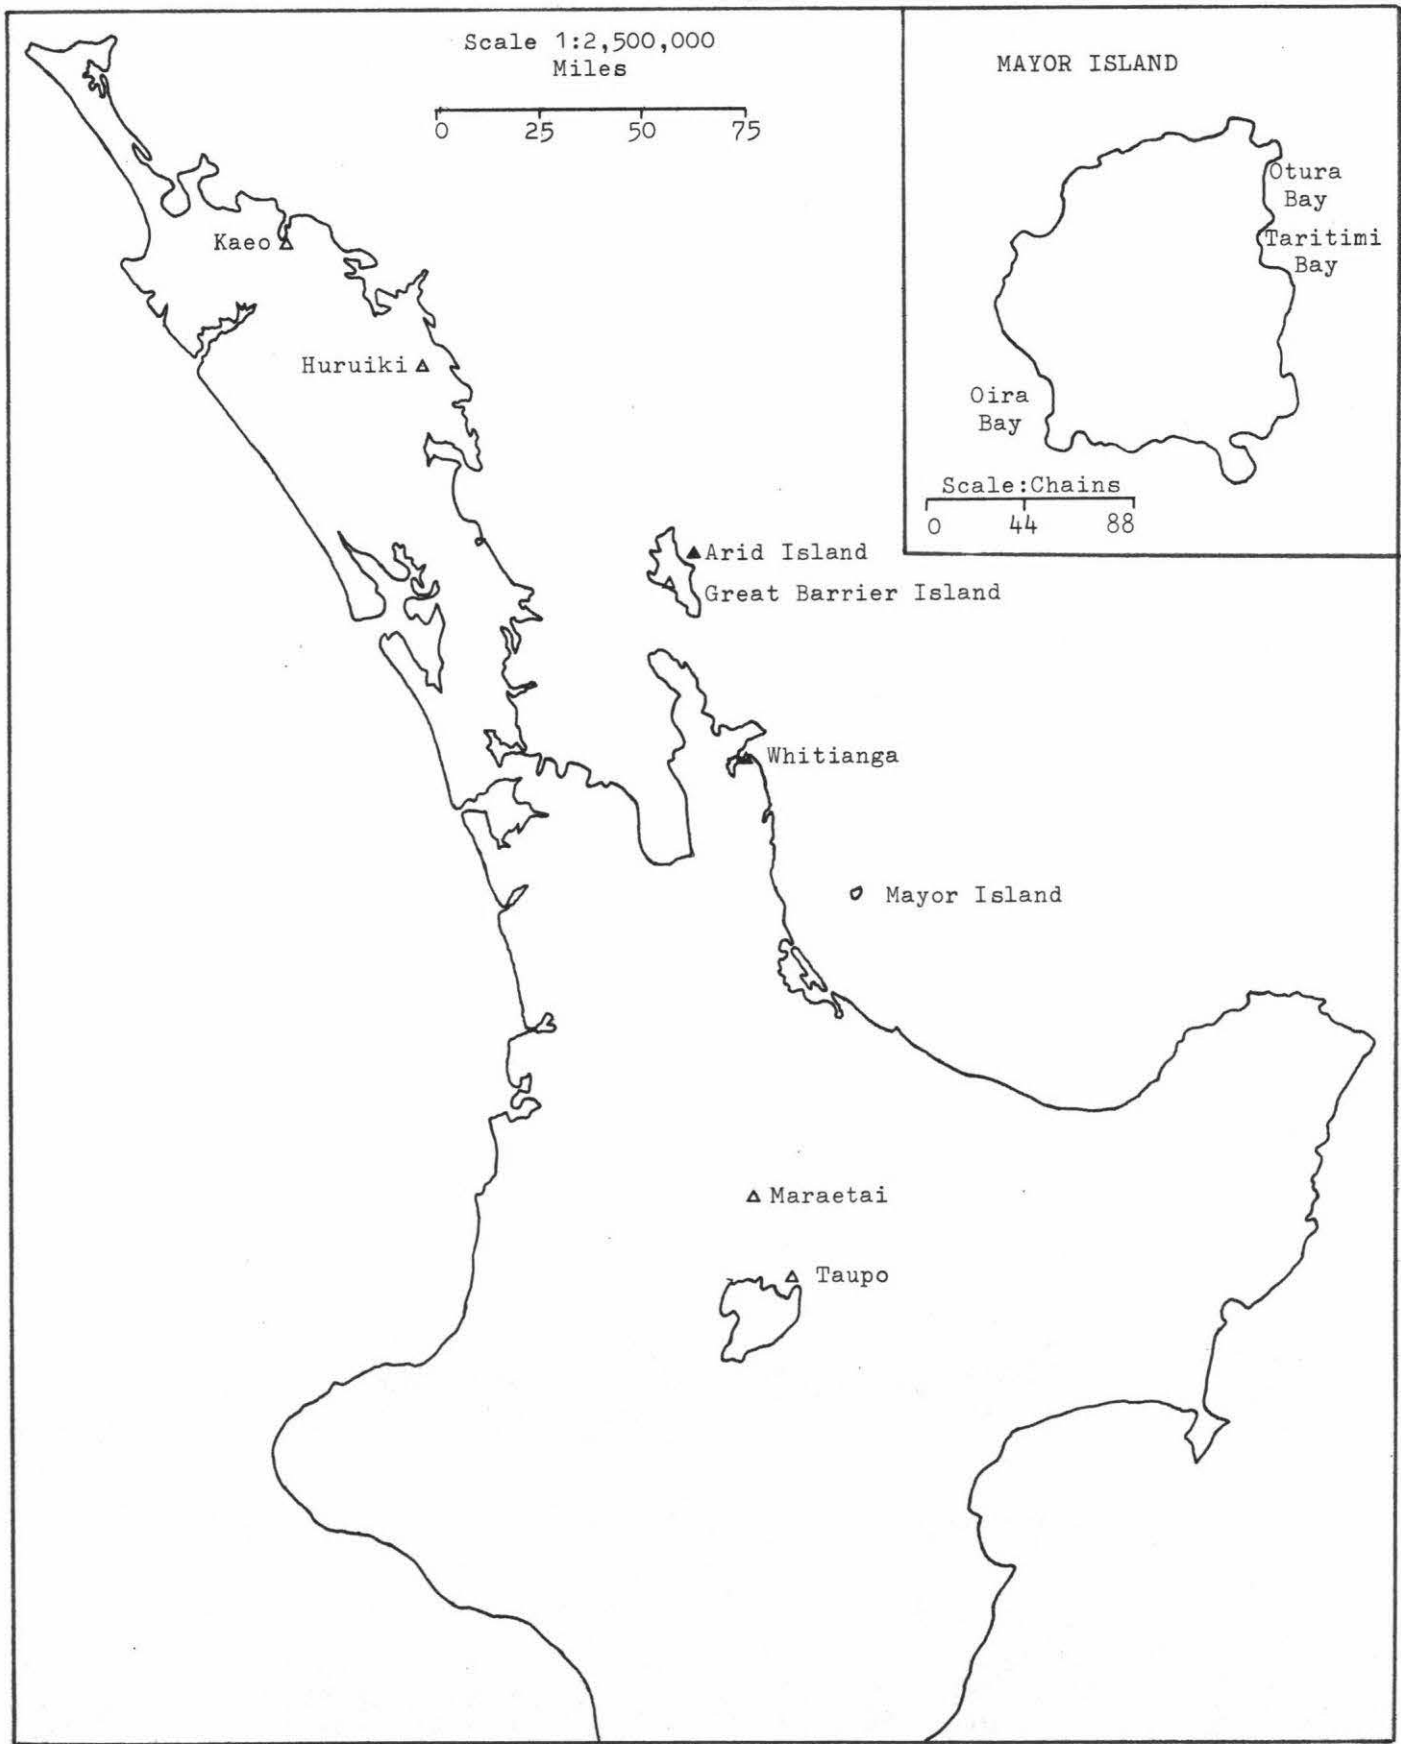 Scale 1:2,500,000
Miles
0 25 50 75
MAYOR ISLAND
Otura
Bay
Taritimi
Bay
Oira
Bay
Scale:Chains
0 44 88
Kaeo
Huruiki
Arid Island
Great Barrier Island
Whitianga
Mayor Island
Maraetai
Taupo